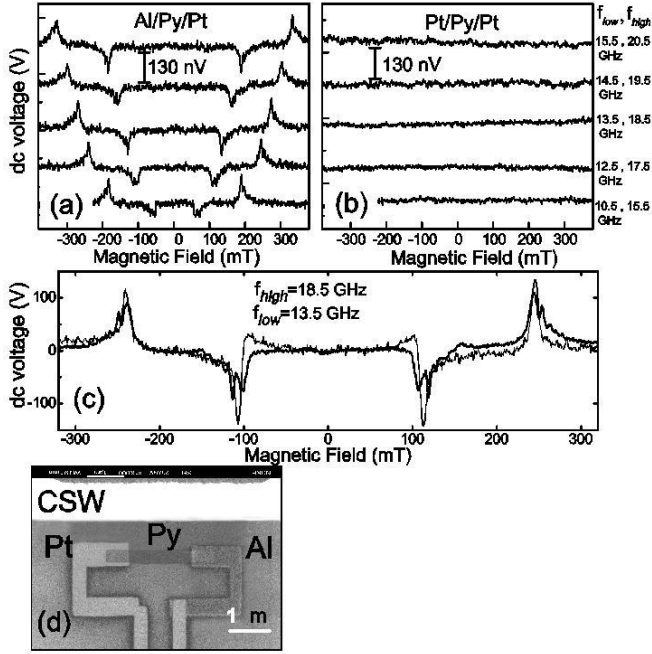 Al/Py/Pt
130 nV
dc voltage (V)
(a)
-300 -200 -100 0 100 200 300
Magnetic Field (mT)
Pt/Py/Pt
130 nV
(b)
-300 -200 -100 0 100 200 300
Magnetic Field (mT)
f_low, f_high
15.5, 20.5
GHz
14.5, 19.5
GHz
13.5, 18.5
GHz
12.5, 17.5
GHz
10.5, 15.5
GHz
f_high=18.5 GHz
f_low=13.5 GHz
dc voltage (V)
100
0
-100
(c)
-300 -200 -100 0 100 200 300
Magnetic Field (mT)
CSW
Pt
Py
Al
(d)
1 m